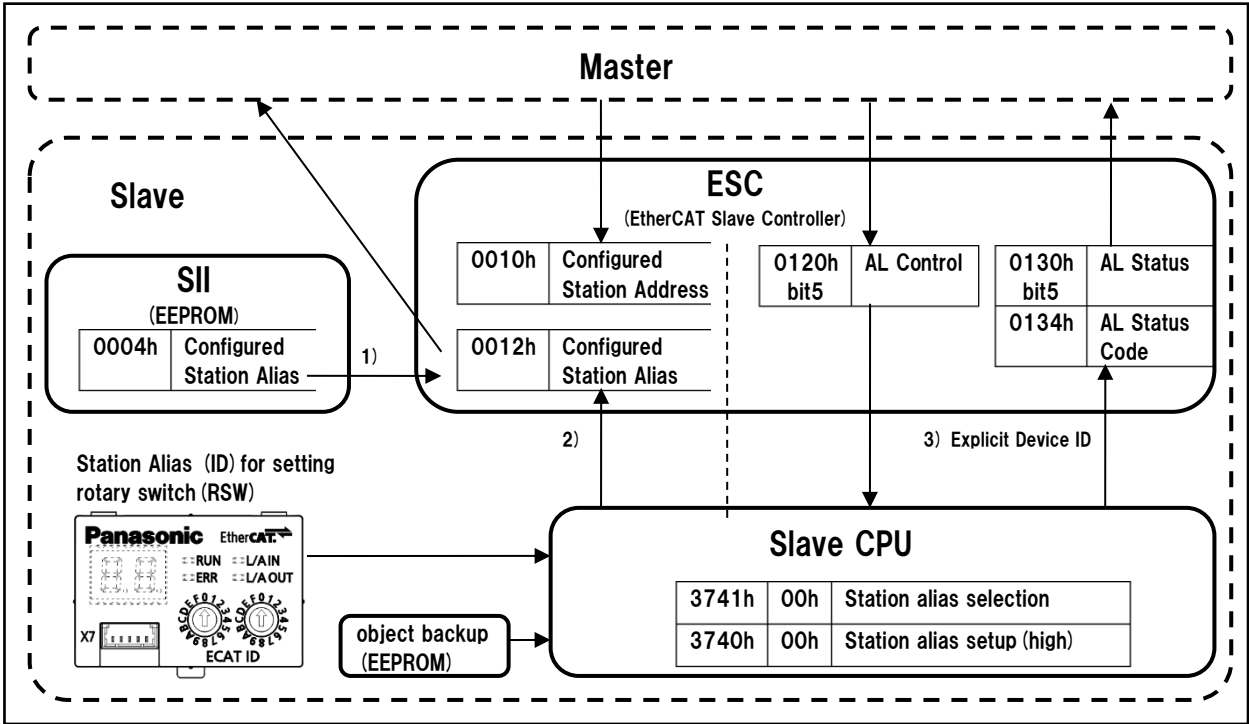 Master
Slave
ESC
(EtherCAT Slave Controller)
0010h Configured
Station Address
0120h AL Control
bit5
0130h AL Status
bit5
0134h AL Status
Code
SII
(EEPROM)
0004h Configured
Station Alias
1)
0012h Configured
Station Alias
2)
3) Explicit Device ID
Station Alias (ID) for setting
rotary switch (RSW)
Panasonic EtherCAT.
RUN L/A IN
ERR L/A OUT
0123456789ABCDEF 0123456789ABCDEF
X7
ECAT ID
object backup
(EEPROM)
Slave CPU
3741h 00h Station alias selection
3740h 00h Station alias setup (high)